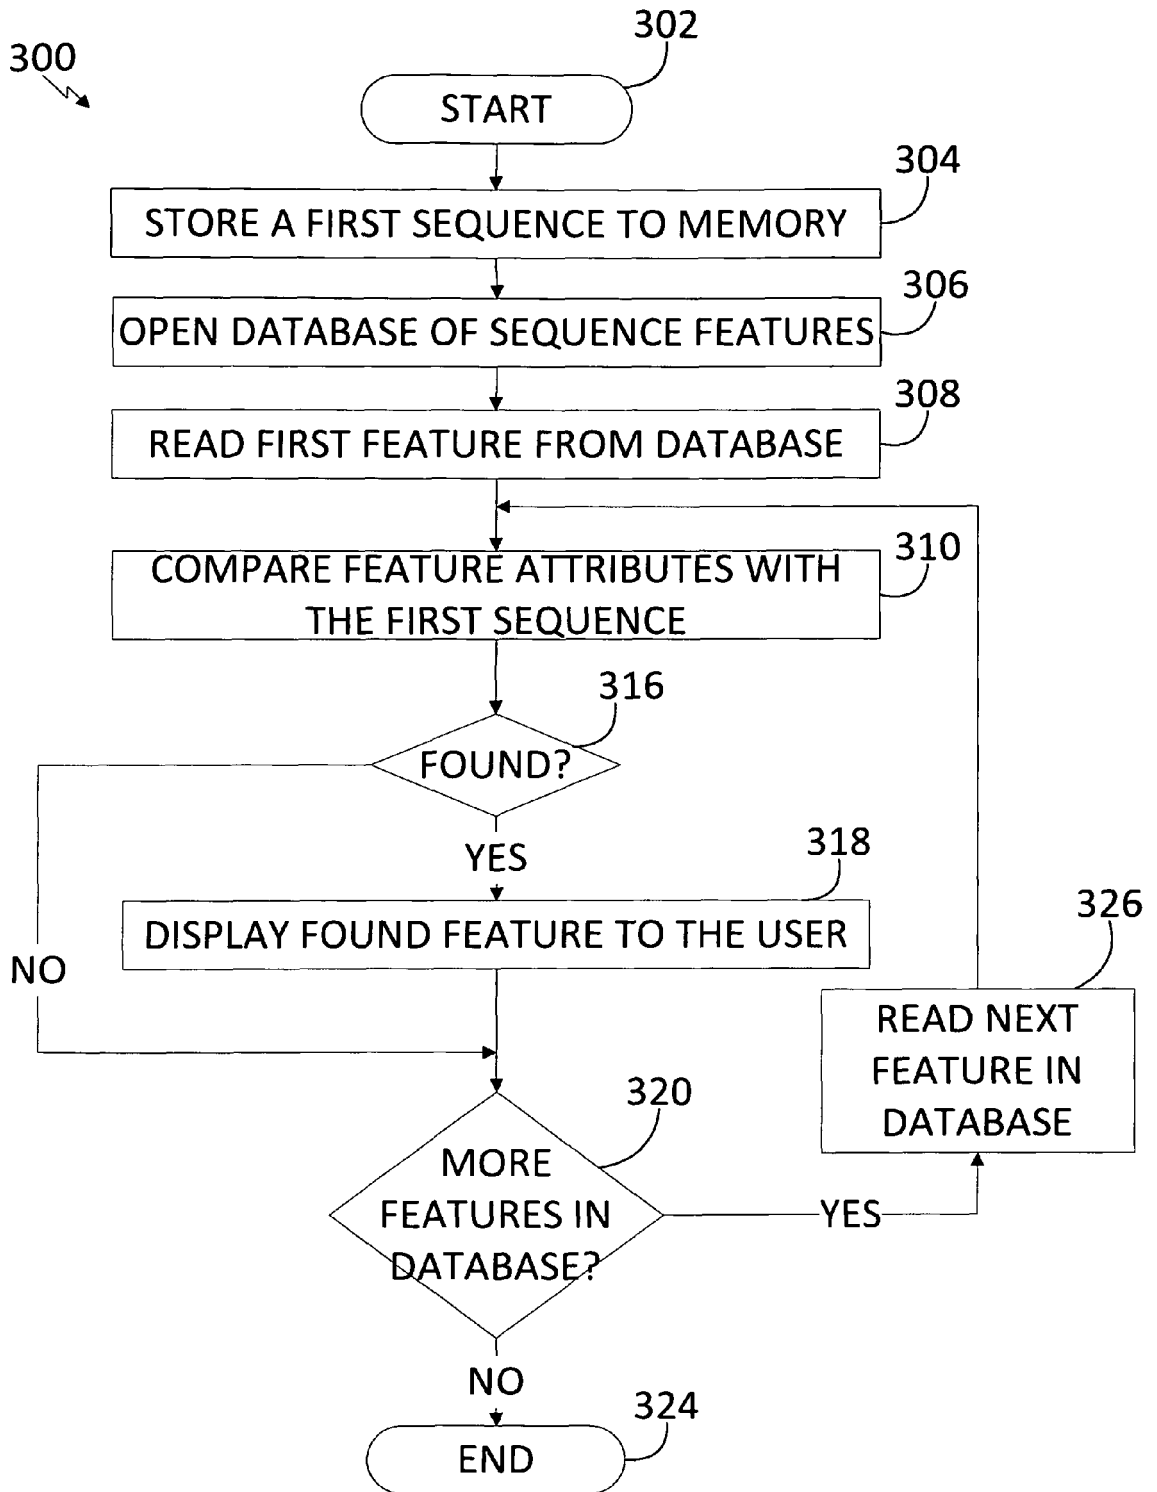 302
300
START
304
STORE A FIRST SEQUENCE TO MEMORY
306
OPEN DATABASE OF SEQUENCE FEATURES
308
READ FIRST FEATURE FROM DATABASE
310
COMPARE FEATURE ATTRIBUTES WITH
THE FIRST SEQUENCE
316
FOUND?
YES
318
DISPLAY FOUND FEATURE TO THE USER
NO
326
READ NEXT
FEATURE IN
DATABASE
320
MORE
FEATURES IN
DATABASE?
YES
NO
324
END